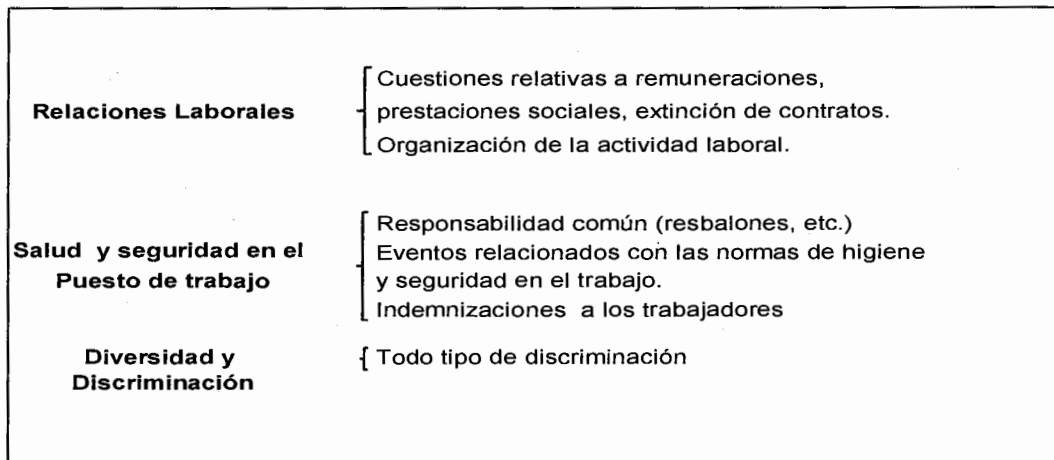 Relaciones Laborales
Cuestiones relativas a remuneraciones,
prestaciones sociales, extinción de contratos.
Organización de la actividad laboral.
Salud y seguridad en el
Puesto de trabajo
Responsabilidad común (resbalones, etc.)
Eventos relacionados con las normas de higiene
y seguridad en el trabajo.
Indemnizaciones a los trabajadores
Diversidad y
Discriminación
Todo tipo de discriminación